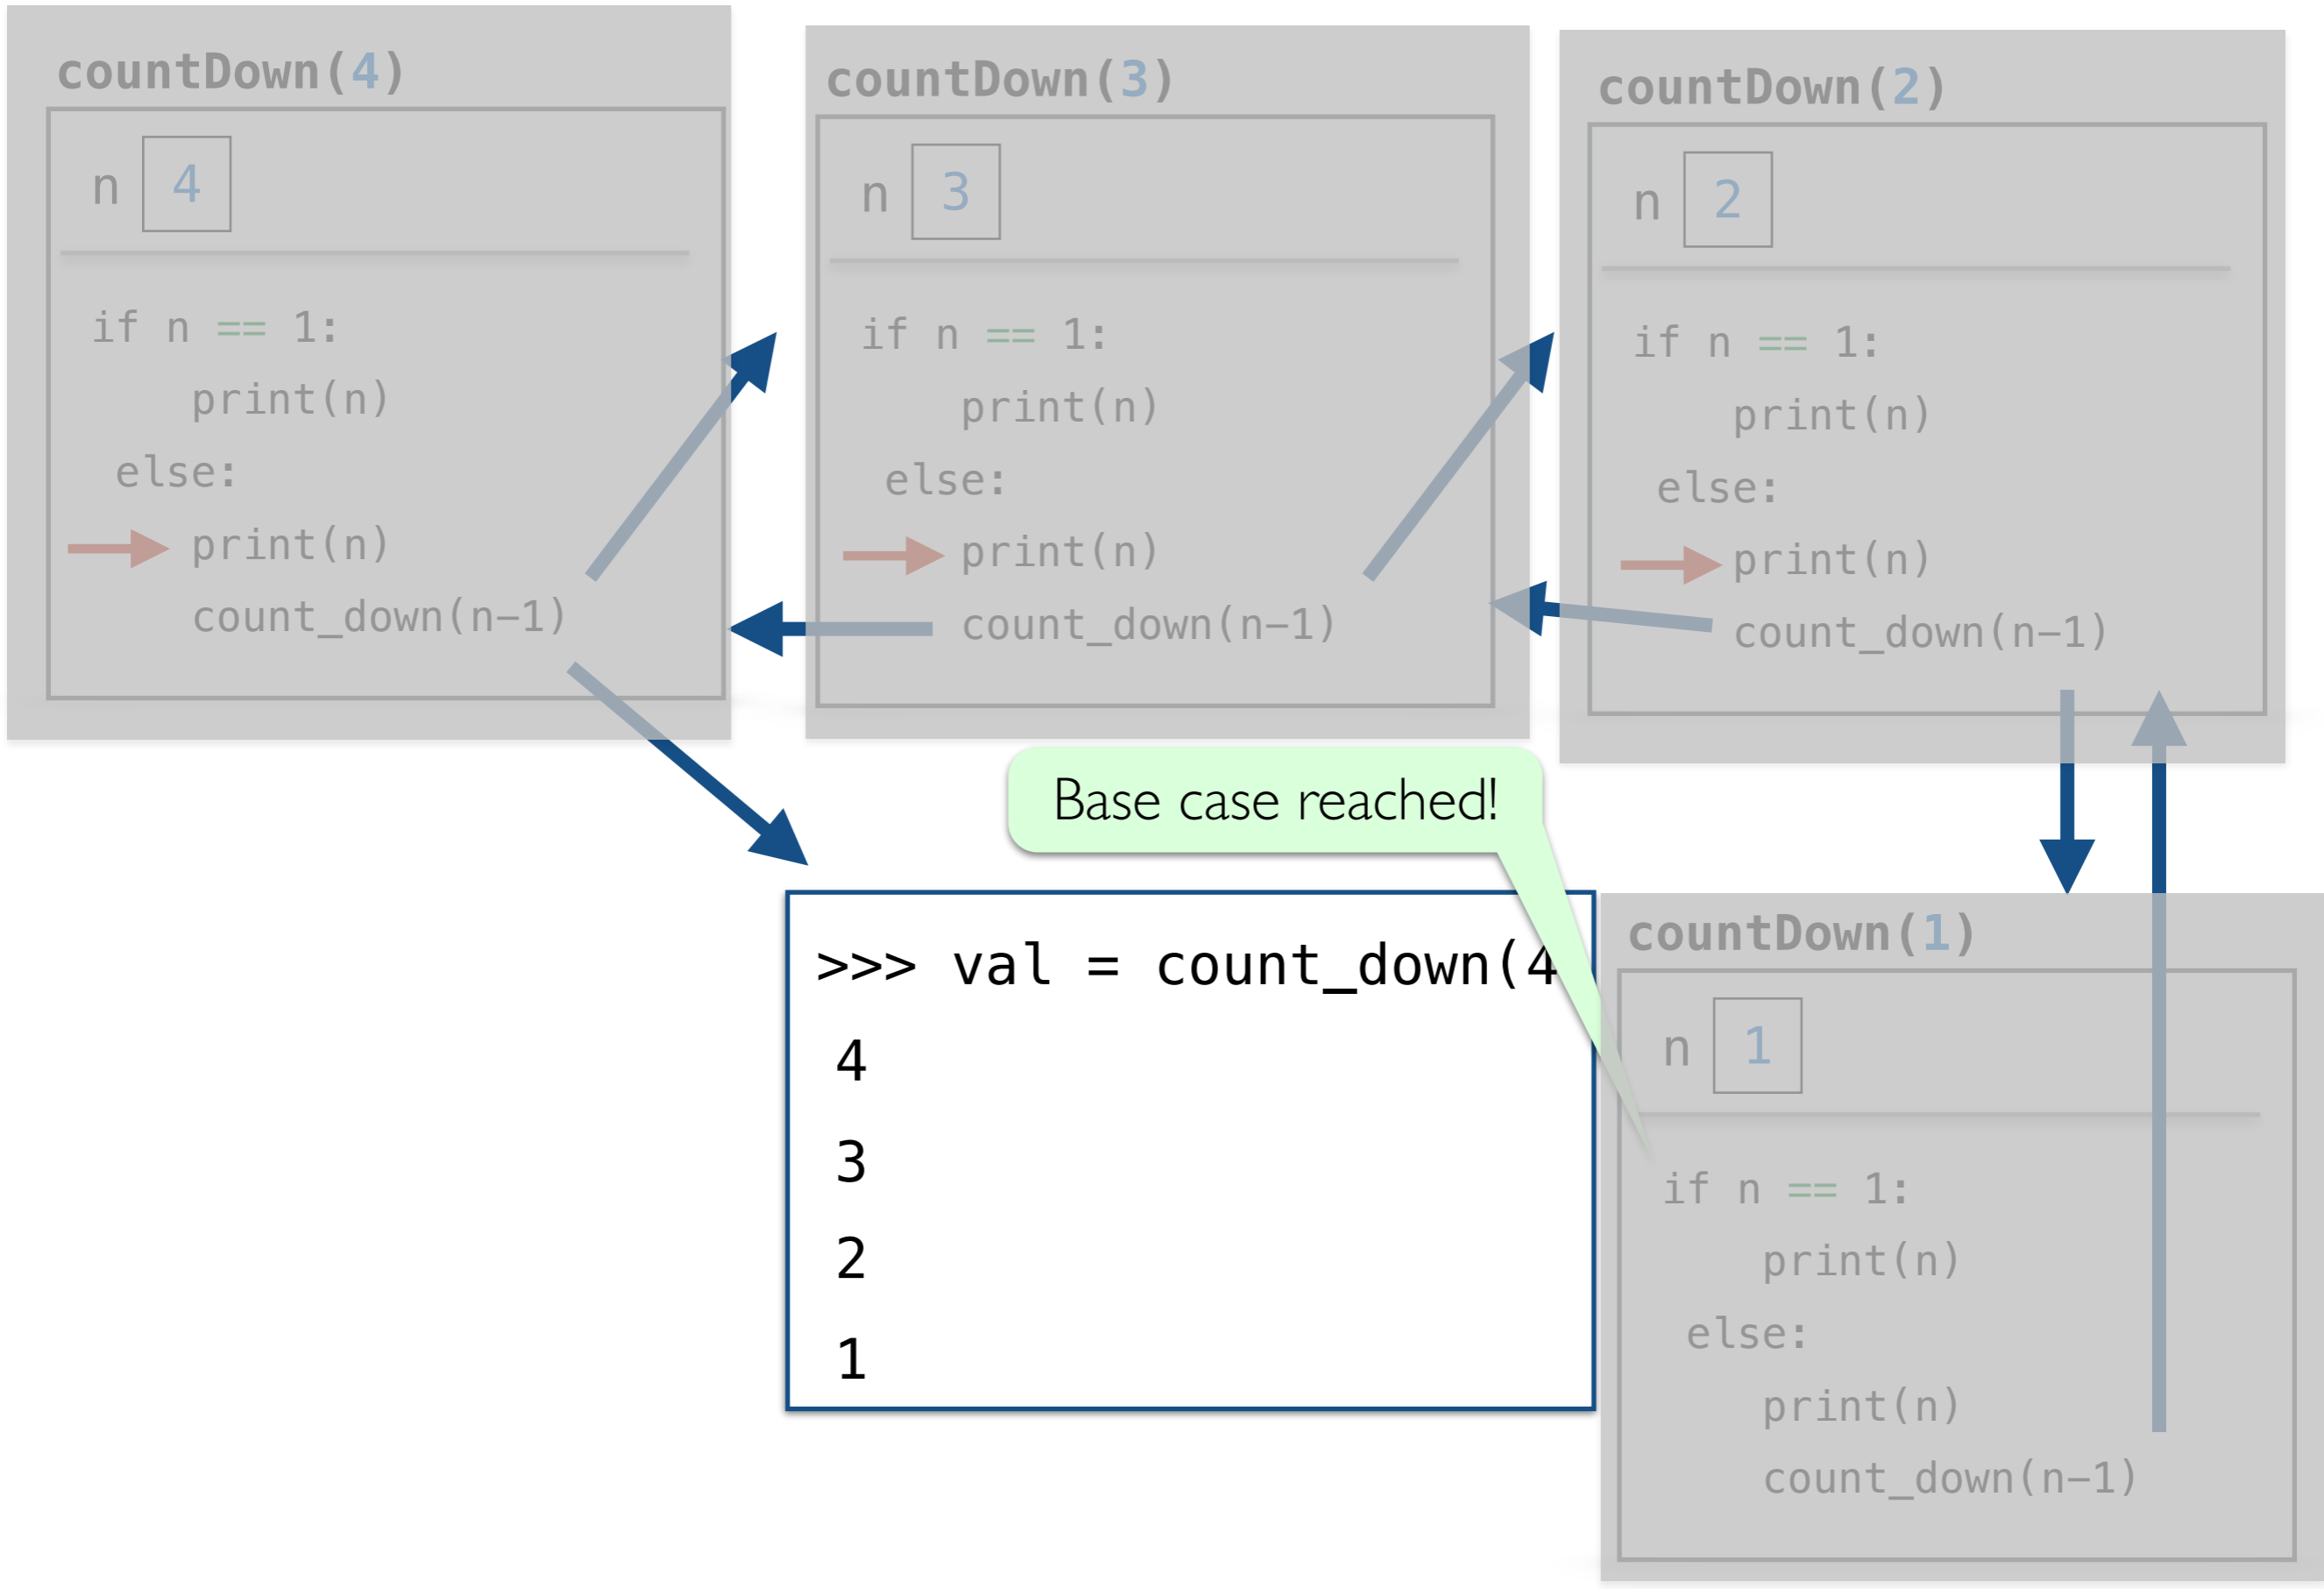 countDown(4)
n 4
if n == 1:
print(n)
else:
print(n)
count_down(n-1)
countDown(3)
n 3
if n == 1:
print(n)
else:
print(n)
count_down(n-1)
countDown(2)
n 2
if n == 1:
print(n)
else:
print(n)
count_down(n-1)
Base case reached!
>>> val = count_down(4
4
3
2
1
countDown(1)
n 1
if n == 1:
print(n)
else:
print(n)
count_down(n-1)